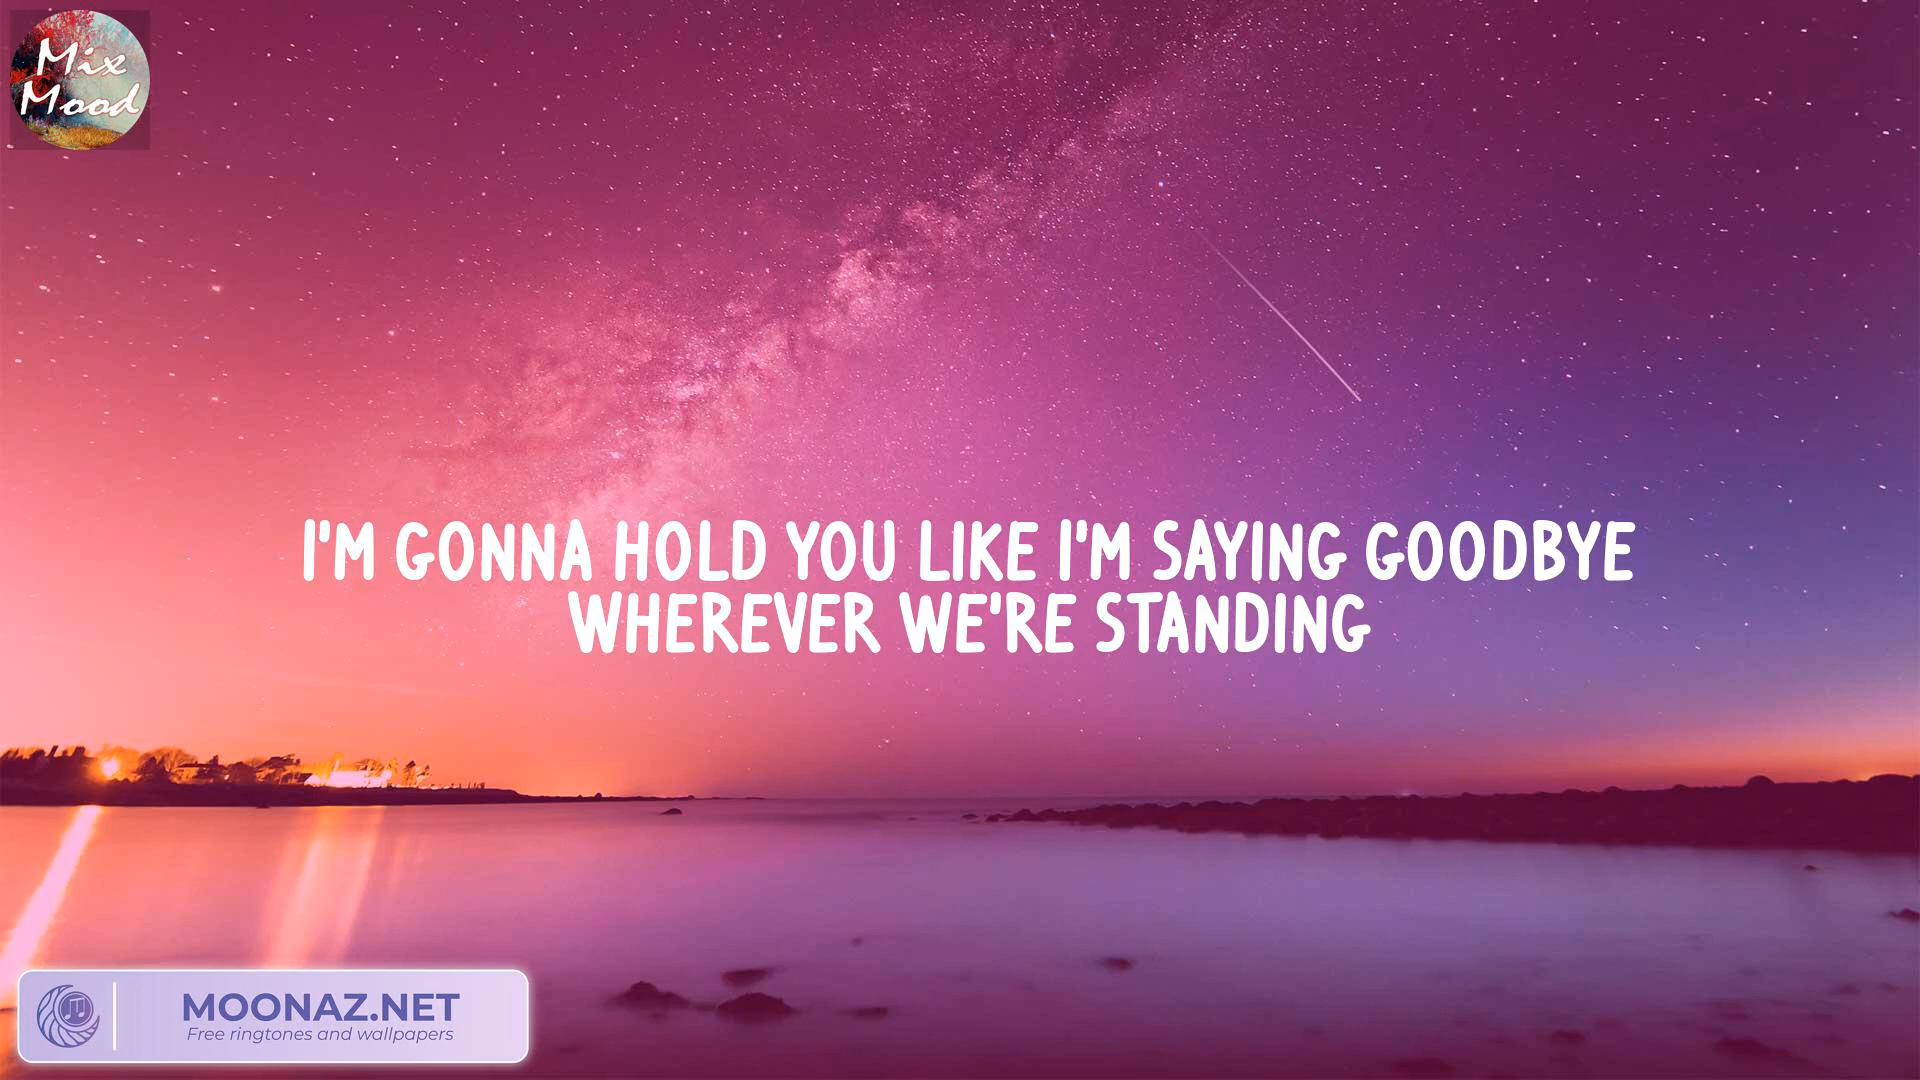 Mix
Mood
I'M GONNA HOLD YOU LIKE I'M SAYING GOODBYE
WHEREVER WE'RE STANDING
MOONAZ.NET
Free ringtones and wallpapers